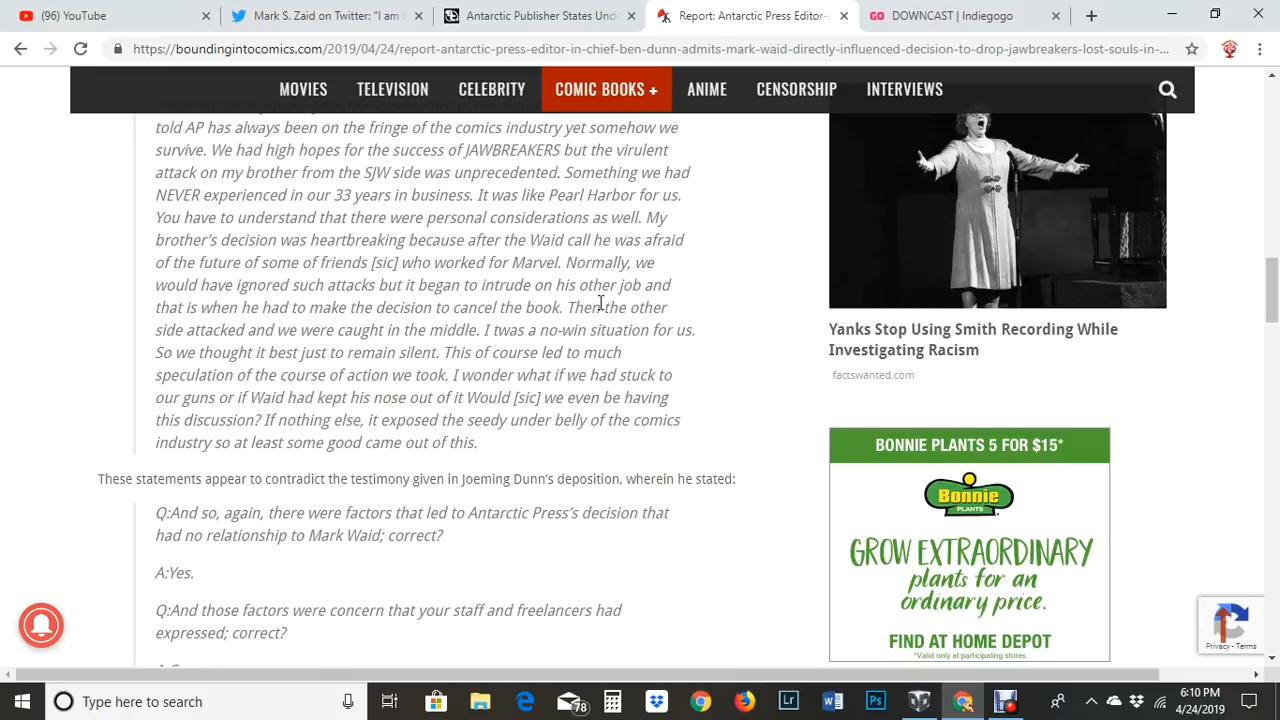 (96) YouTube
Mark S. Zaid on Twitter: "I am t
Antarctic Publisher States Und
Report: Antarctic Press Editor-
DOWNCAST | Indiegogo
https://boundingintocomics.com/2019/04/24/report-antarctic-press-editor-in-chief-ben-dunn-admits-mark-waid-directly-influenced-decision-to-drop-jawbreakers-lost-souls-in-...
MOVIES TELEVISION CELEBRITY COMIC BOOKS + ANIME CENSORSHIP INTERVIEWS
told AP has always been on the fringe of the comics industry yet somehow we
survive. We had high hopes for the success of JAWBREAKERS but the virulent
attack on my brother from the SJW side was unprecedented. Something we had
NEVER experienced in our 33 years in business. It was like Pearl Harbor for us.
You have to understand that there were personal considerations as well. My
brother's decision was heartbreaking because after the Waid call he was afraid
of the future of some of friends [sic] who worked for Marvel. Normally, we
would have ignored such attacks but it began to intrude on his other job and
that is when he had to make the decision to cancel the book. Then the other
side attacked and we were caught in the middle. I twas a no-win situation for us.
So we thought it best just to remain silent. This of course led to much
speculation of the course of action we took. I wonder what if we had stuck to
our guns or if Waid had kept his nose out of it Would [sic] we even be having
this discussion? If nothing else, it exposed the seedy under belly of the comics
industry so at least some good came out of this.
These statements appear to contradict the testimony given in Joeming Dunn's deposition, wherein he stated:
Q:And so, again, there were factors that led to Antarctic Press's decision that
had no relationship to Mark Waid; correct?
A:Yes.
Q:And those factors were concern that your staff and freelancers had
expressed; correct?
Yanks Stop Using Smith Recording While
Investigating Racism
factswanted.com
BONNIE PLANTS 5 FOR $15*
Bonnie
PLANTS
GROW EXTRAORDINARY
plants for an
ordinary price.
FIND AT HOME DEPOT
*Valid only at participating stores.
Privacy - Terms
Type here to search
78
6:10 PM
4/24/2019